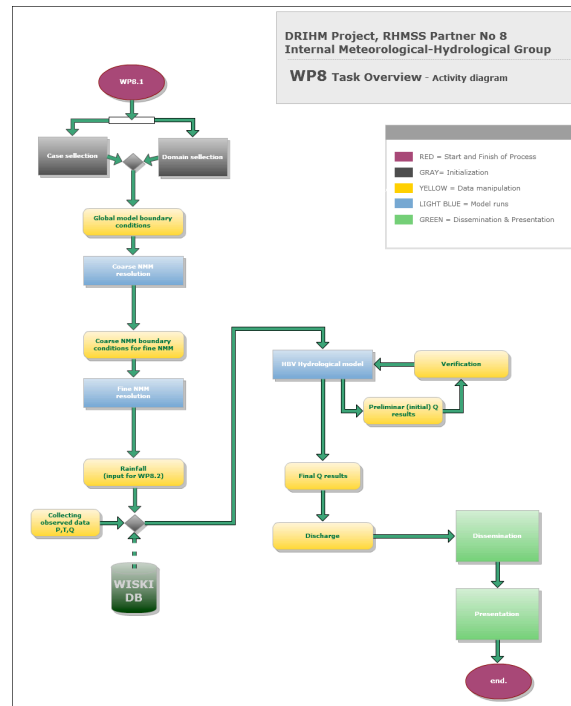 DRIHM Project, RHMSS Partner No 8
Internal Meteorological-Hydrological Group
WP8 Task Overview - Activity diagram
RED = Start and Finish of Process
GRAY= Initialization
YELLOW = Data manipulation
LIGHT BLUE = Model runs
GREEN = Dissemination & Presentation
WP8.1
Case selection
Domain selection
Global model boundary
conditions
Coarse NMM
resolution
Coarse NMM boundary
conditions for fine NMM
Fine NMM
resolution
Rainfall
(input for WP8.2)
Collecting
observed data
P,T,Q
WISKI
DB
HBV Hydrological model
Verification
Preliminar (initial) Q
results
Final Q results
Discharge
Dissemination
Presentation
end.